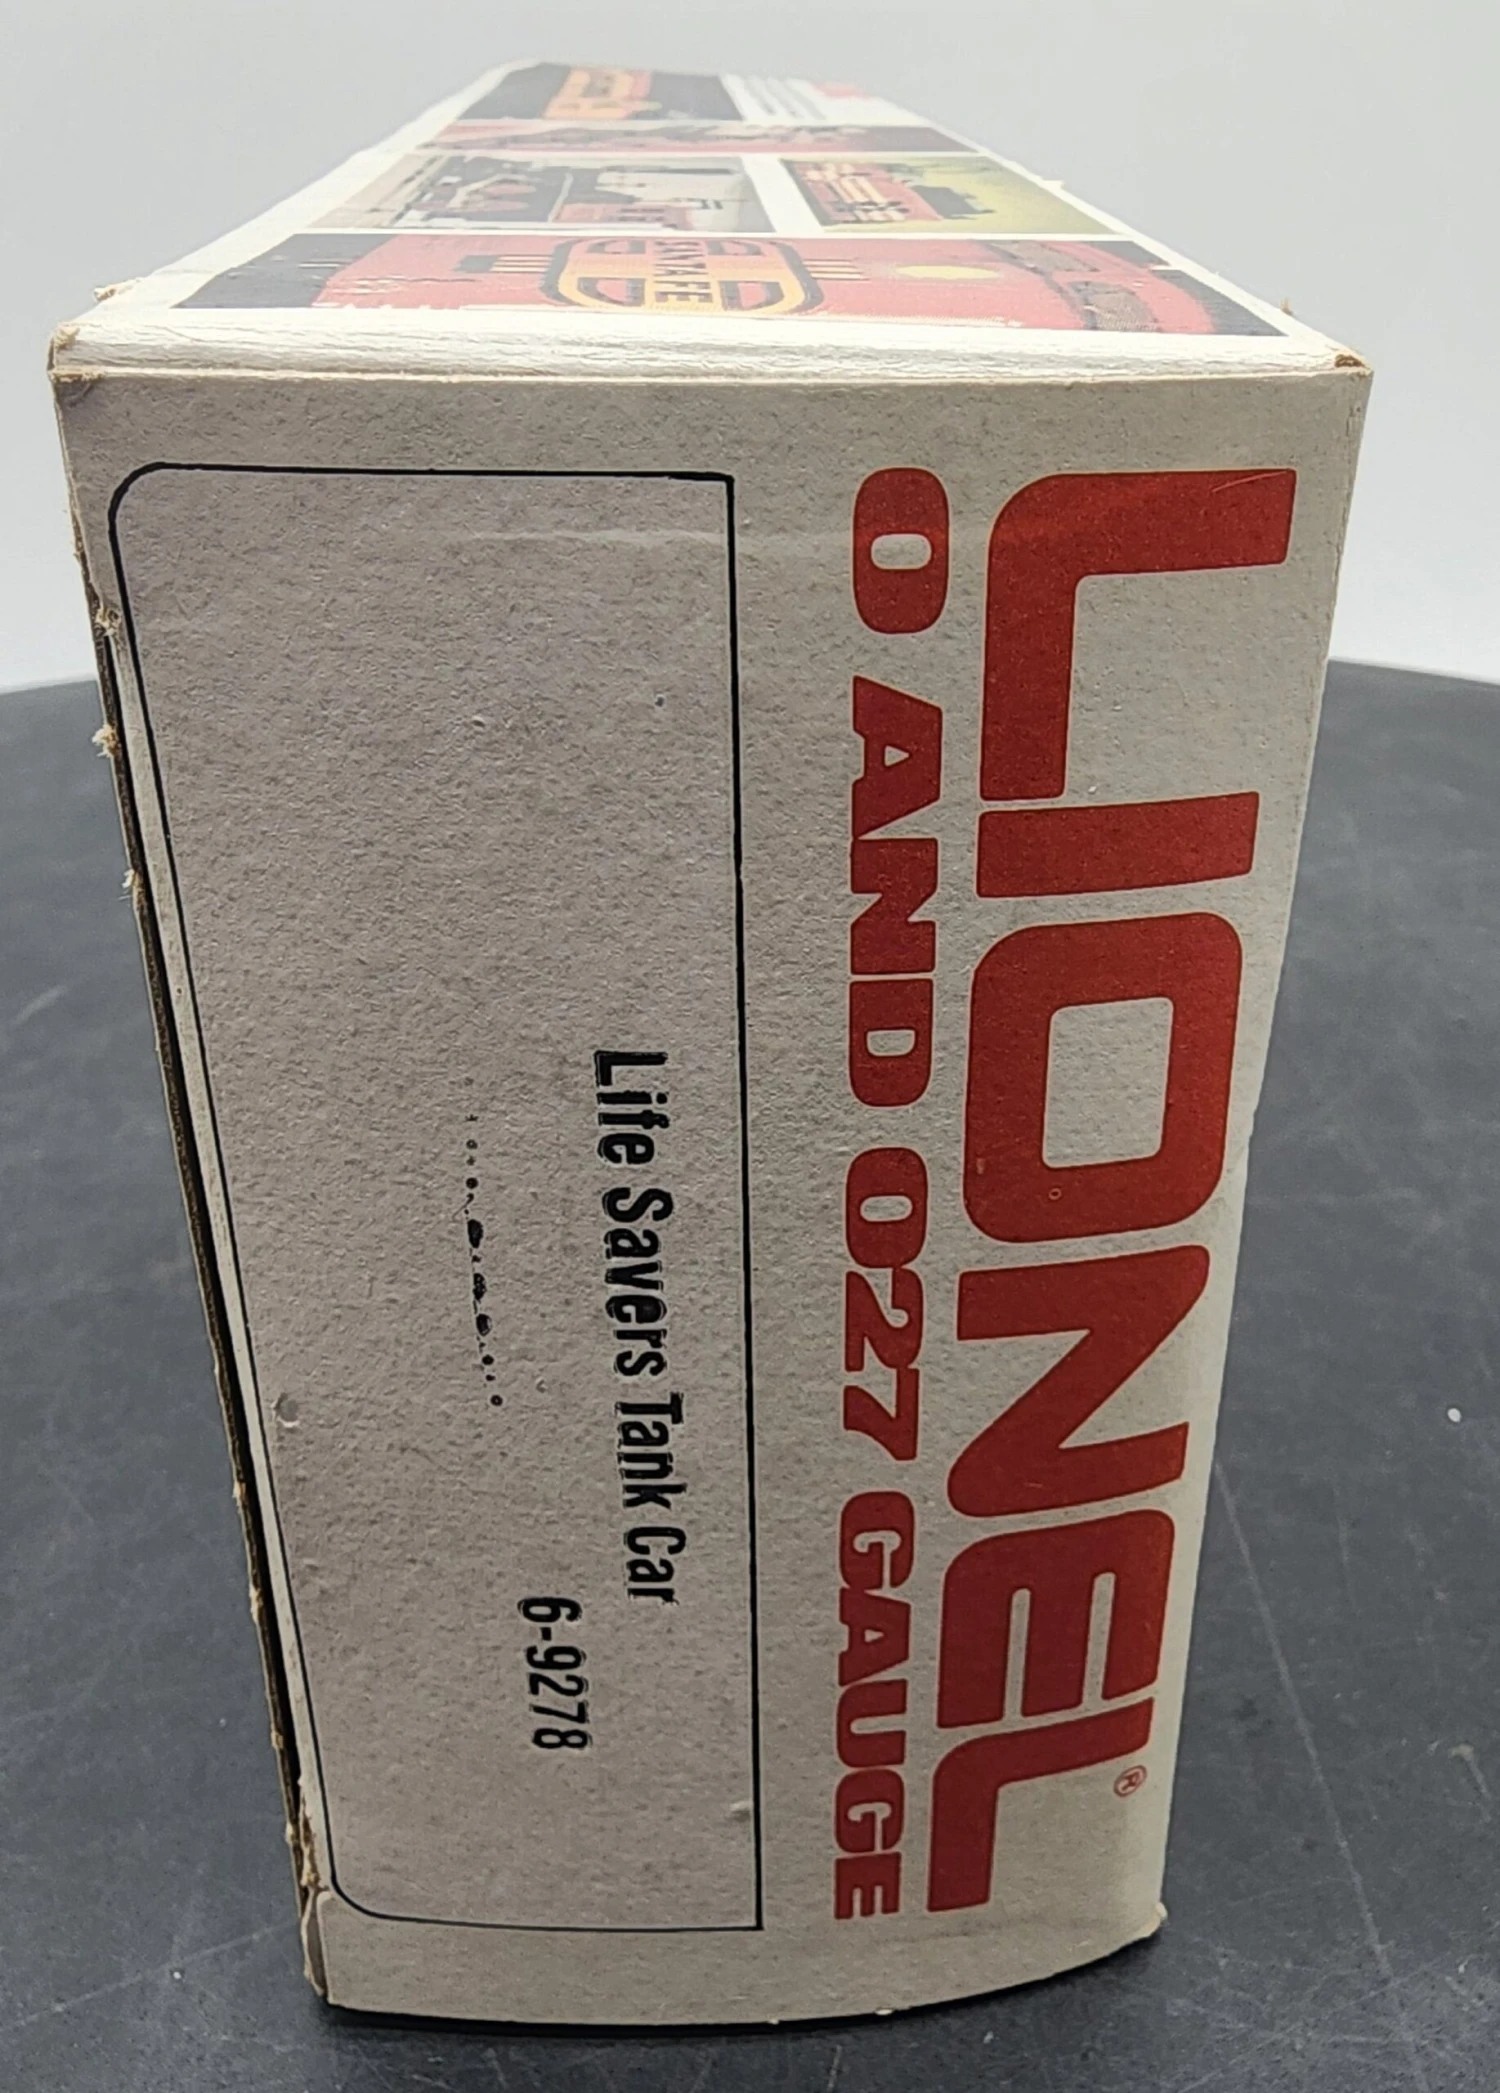 SANTA FE
LIONEL®
O AND O27 GAUGE
Life Savers Tank Car
6-9278